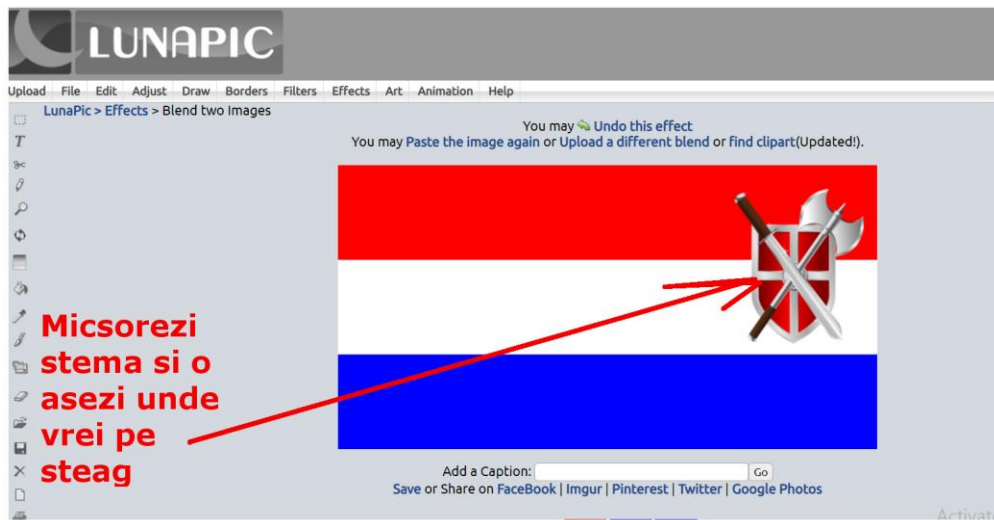 LUNAPIC
Upload File Edit Adjust Draw Borders Filters Effects Art Animation Help
LunaPic > Effects > Blend two Images
You may Undo this effect
You may Paste the image again or Upload a different blend or find clipart(Updated!).
Micsorezi
stema si o
asezi unde
vrei pe
steag
Add a Caption: Go
Save or Share on FaceBook | Imgur | Pinterest | Twitter | Google Photos